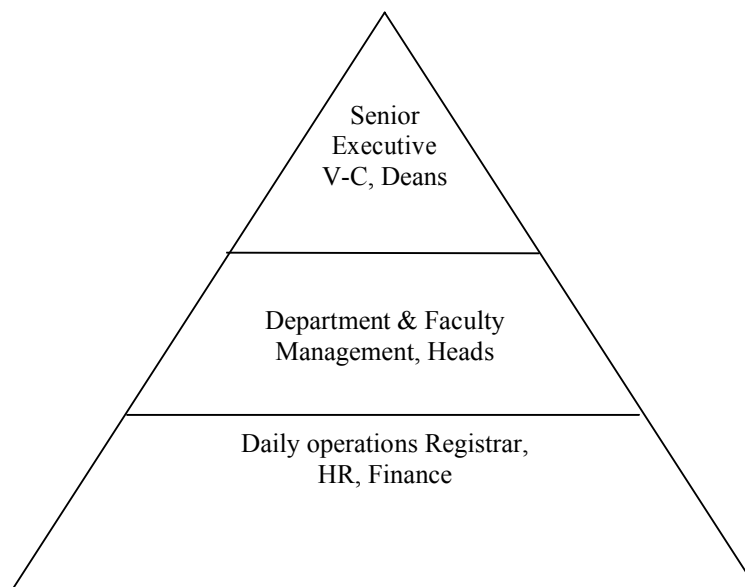 Senior
Executive
V-C, Deans
Department & Faculty
Management, Heads
Daily operations Registrar,
HR, Finance